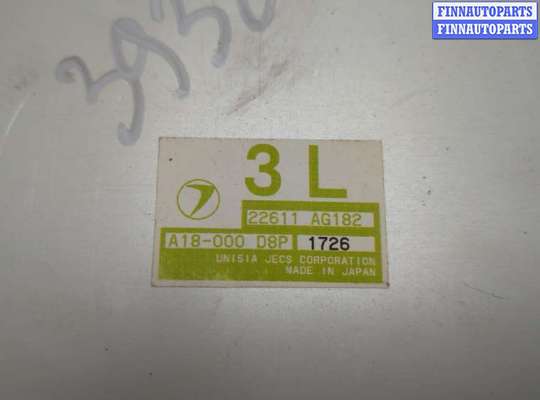 FINNAUTOPARTS
FINNAUTOPARTS
3 L
22611 AG182
A18-000 D8P 1726
UNISIA JECS CORPORATION
MADE IN JAPAN